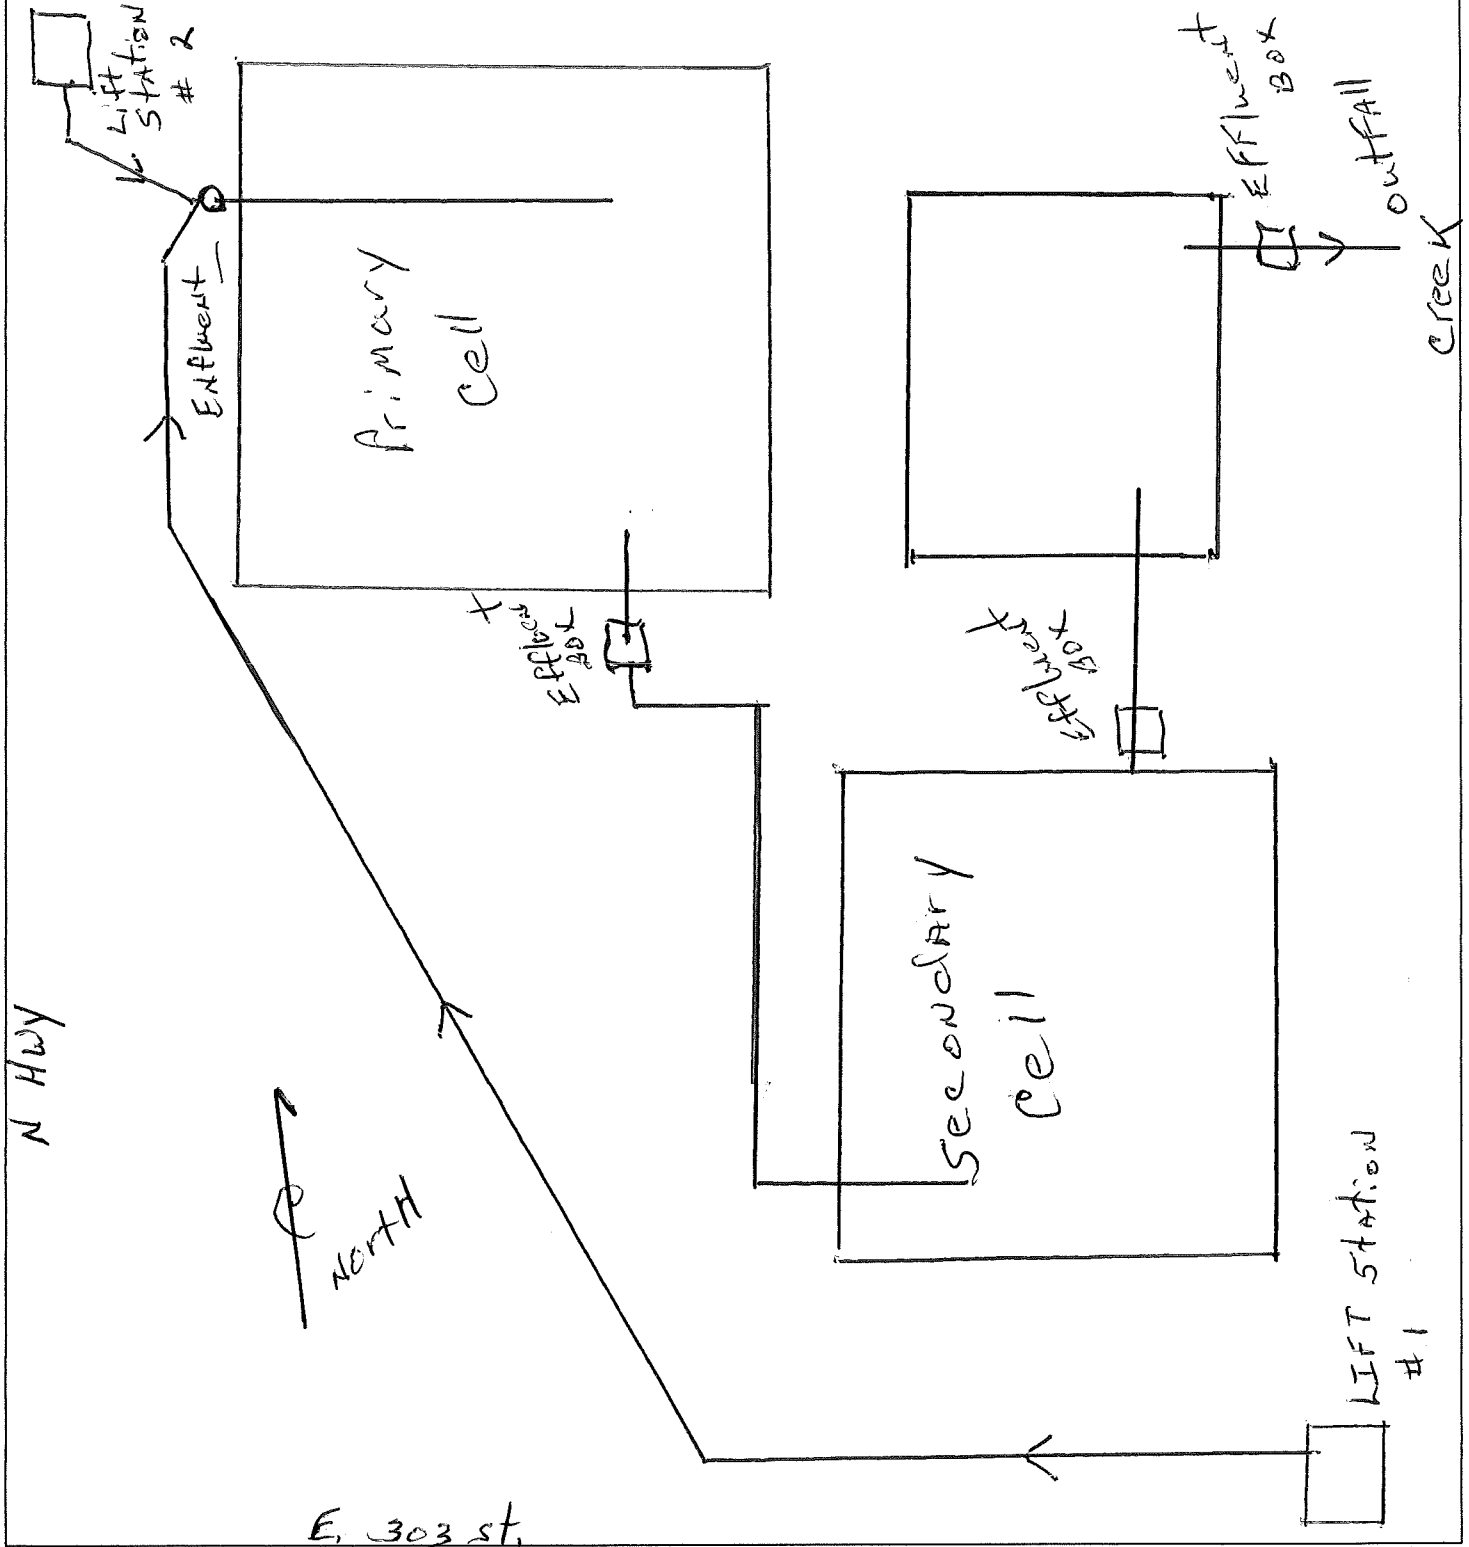 Lift
Station
# 2
Enfluent
Primary
Cell
Effluent
Box
Effluent
Box
outfall
Creek
Effluent
Box
N Hwy
North
Secondary
Cell
LIFT Station
# 1
E. 303 st.